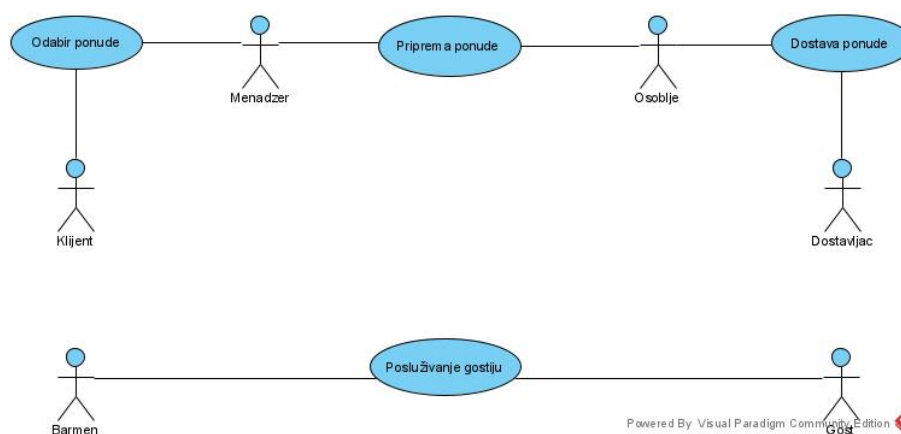 Odabir ponude
Priprema ponude
Dostava ponude
Menadzer
Osoblje
Klijent
Dostavljac
Posluživanje gostiju
Barmen
Gost
Powered By Visual Paradigm Community Edition